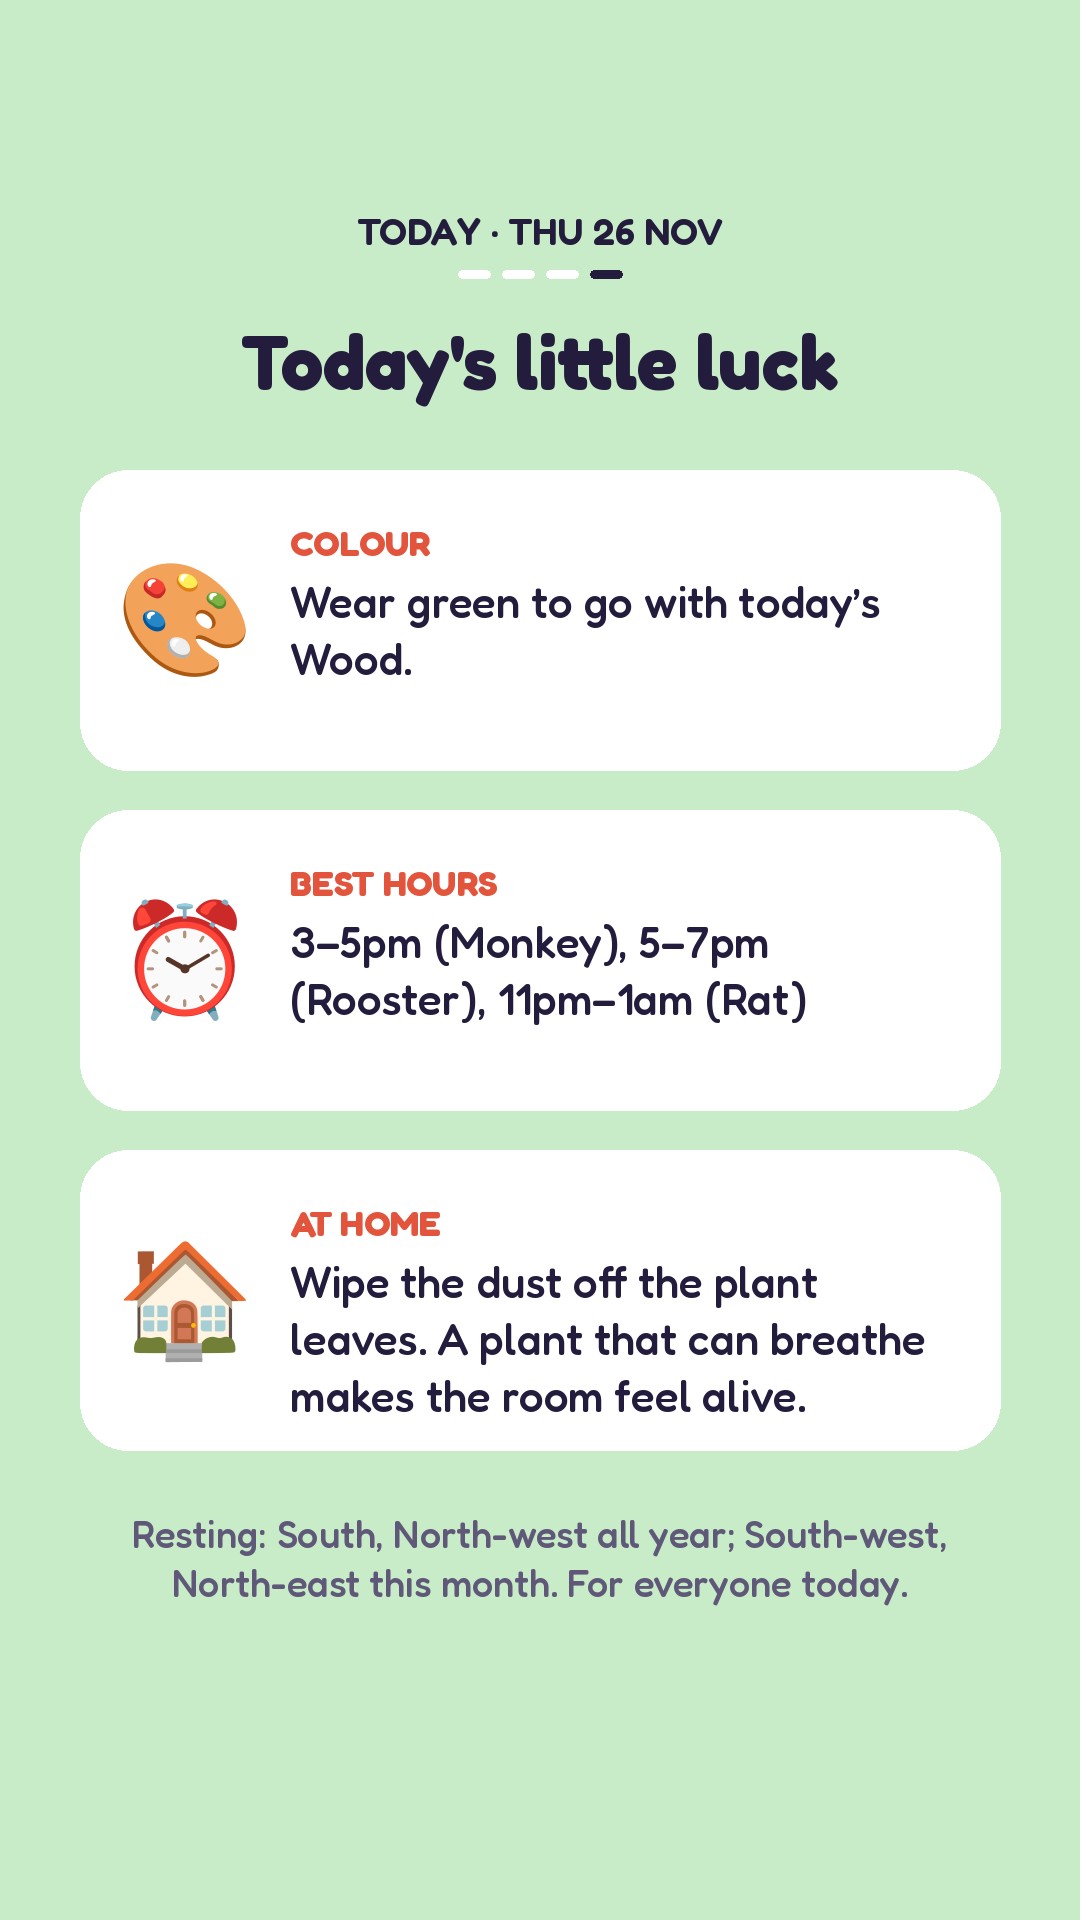 TODAY · THU 26 NOV
Today's little luck
COLOUR
Wear green to go with today’s
Wood.
BEST HOURS
3–5pm (Monkey), 5–7pm
(Rooster), 11pm–1am (Rat)
AT HOME
Wipe the dust off the plant
leaves. A plant that can breathe
makes the room feel alive.
Resting: South, North-west all year; South-west,
North-east this month. For everyone today.